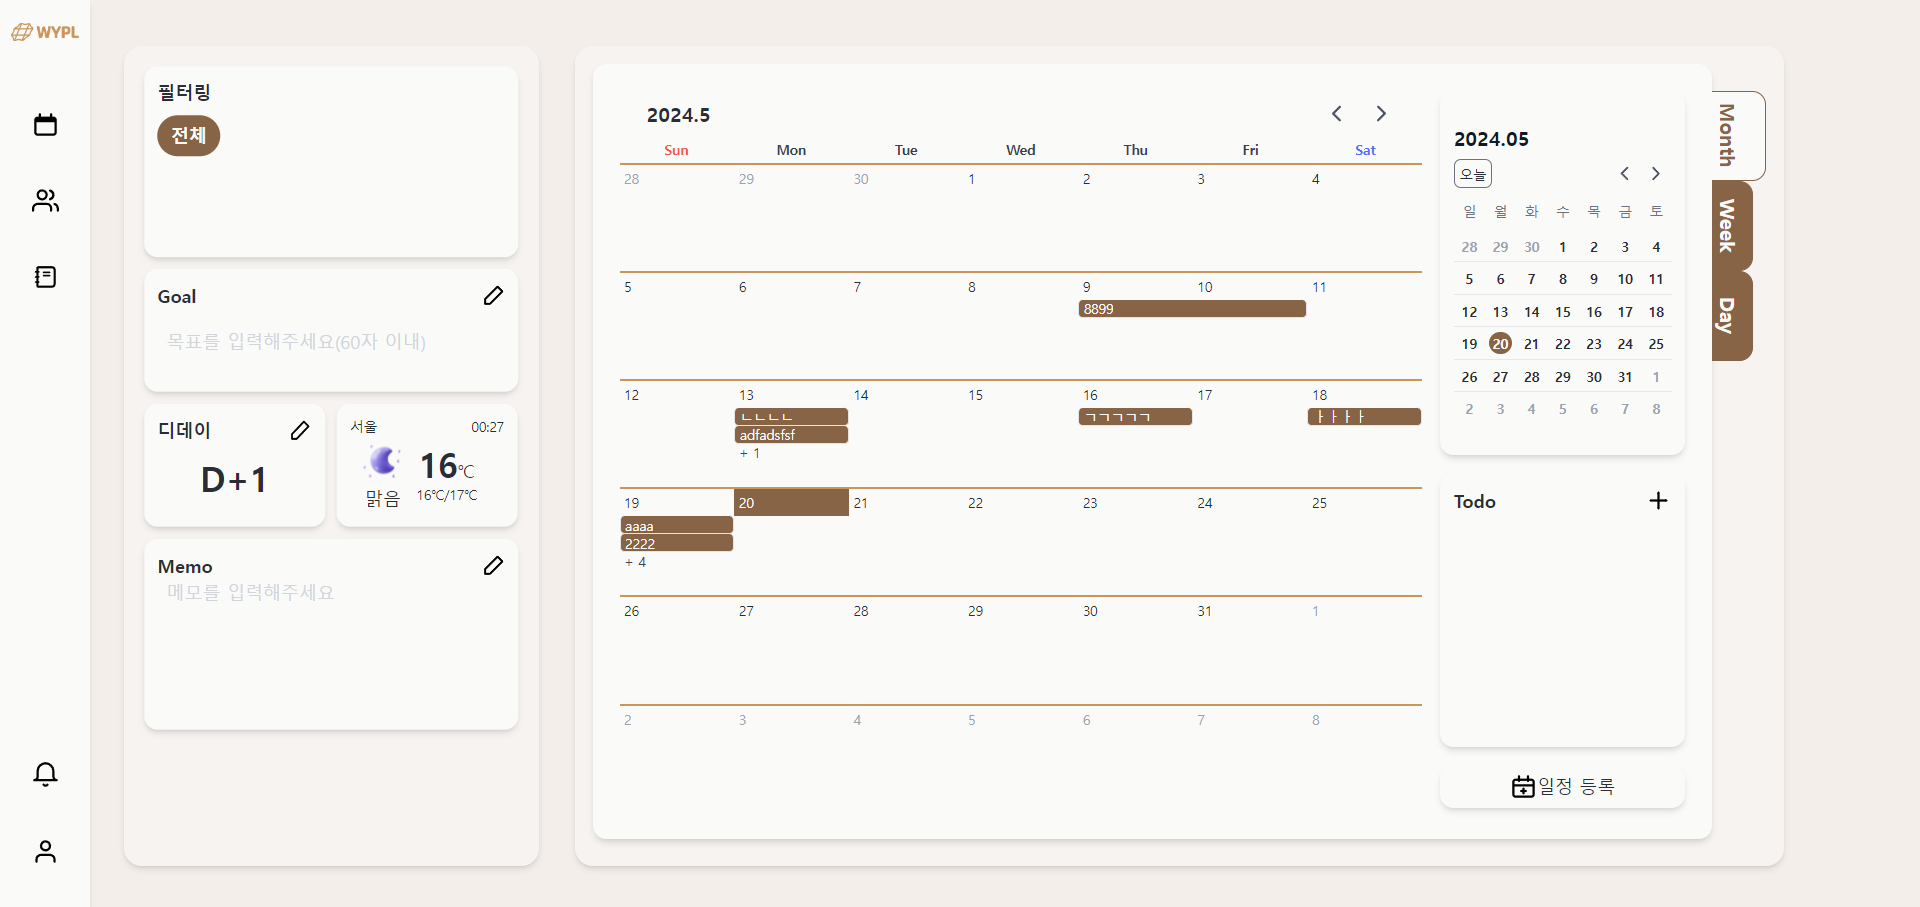 WYPL
필터링
전체
Goal
목표를 입력해주세요(60자 이내)
디데이
D+1
서울 00:27
16℃
맑음 16℃/17℃
Memo
메모를 입력해주세요
2024.5
Sun Mon Tue Wed Thu Fri Sat
28 29 30 1 2 3 4
5 6 7 8 9 10 11
8899
12 13 14 15 16 17 18
ㄴㄴㄴㄴ ㄱㄱㄱㄱㄱ ㅏㅏㅏㅏ
adfadsfsf
+ 1
19 20 21 22 23 24 25
aaaa
2222
+ 4
26 27 28 29 30 31 1
2 3 4 5 6 7 8
2024.05
오늘
일 월 화 수 목 금 토
28 29 30 1 2 3 4
5 6 7 8 9 10 11
12 13 14 15 16 17 18
19 20 21 22 23 24 25
26 27 28 29 30 31 1
2 3 4 5 6 7 8
Todo
일정 등록
Month
Week
Day